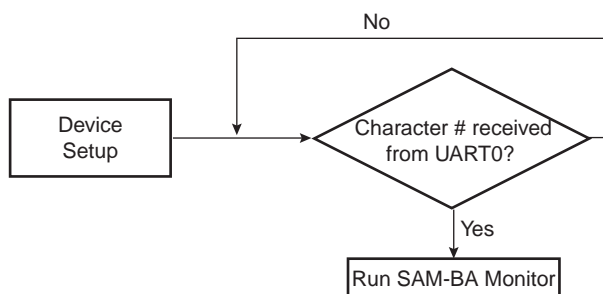 No
Device
Setup
Character # received
from UART0?
Yes
Run SAM-BA Monitor